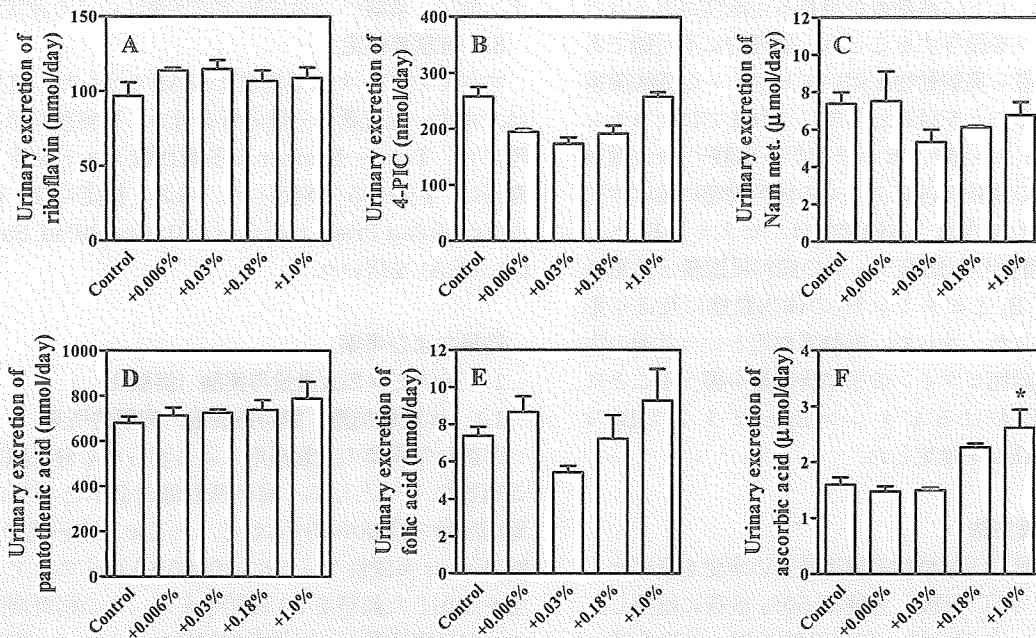 Urinary excretion of
riboflavin (nmol/day)
150
100
50
0
A
Control
+0.006%
+0.03%
+0.18%
+1.0%
Urinary excretion of
4-PIC (nmol/day)
400
300
200
100
0
B
Control
+0.006%
+0.03%
+0.18%
+1.0%
Urinary excretion of
Nam met. (μmol/day)
12
10
8
6
4
2
0
C
Control
+0.006%
+0.03%
+0.18%
+1.0%
Urinary excretion of
pantothenic acid (nmol/day)
1000
800
600
400
200
0
D
Control
+0.006%
+0.03%
+0.18%
+1.0%
Urinary excretion of
folic acid (nmol/day)
12
10
8
6
4
2
0
E
Control
+0.006%
+0.03%
+0.18%
+1.0%
Urinary excretion of
ascorbic acid (μmol/day)
4
3
2
1
0
F
*
Control
+0.006%
+0.03%
+0.18%
+1.0%